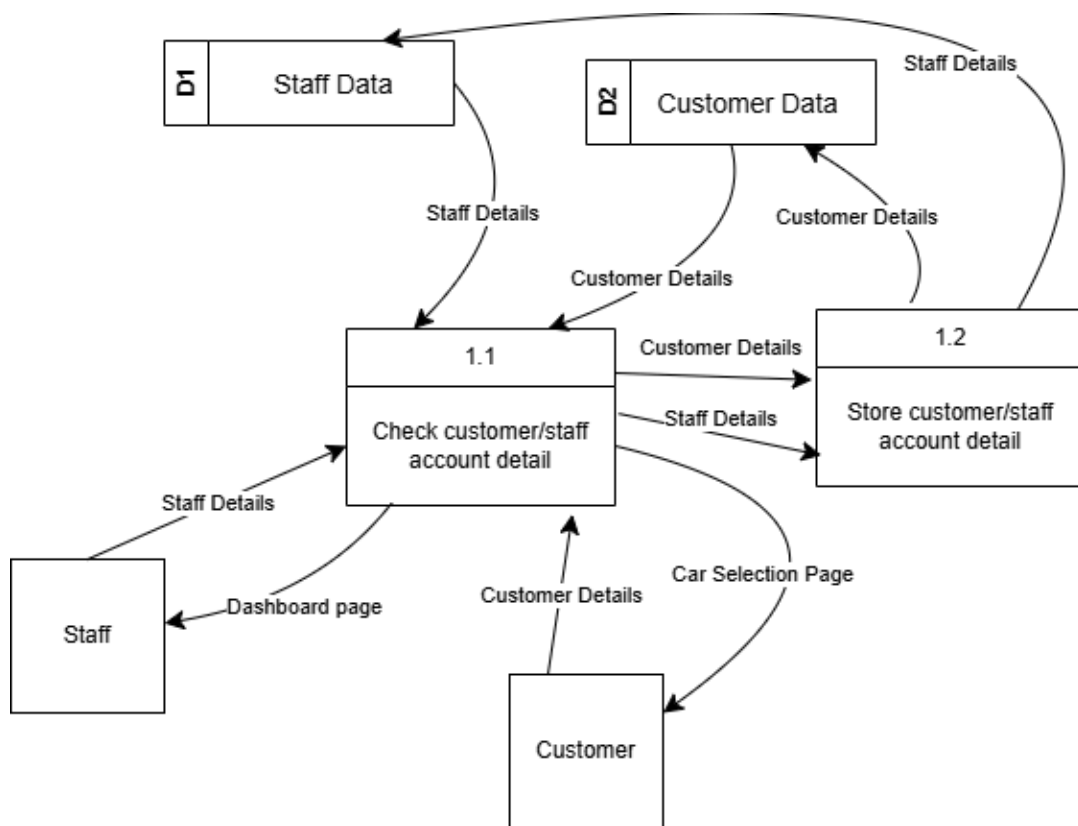 Staff Details
D1
Staff Data
D2
Customer Data
Staff Details
Customer Details
Customer Details
1.1
Customer Details
1.2
Check customer/staff
account detail
Staff Details
Store customer/staff
account detail
Staff Details
Dashboard page
Customer Details
Car Selection Page
Staff
Customer